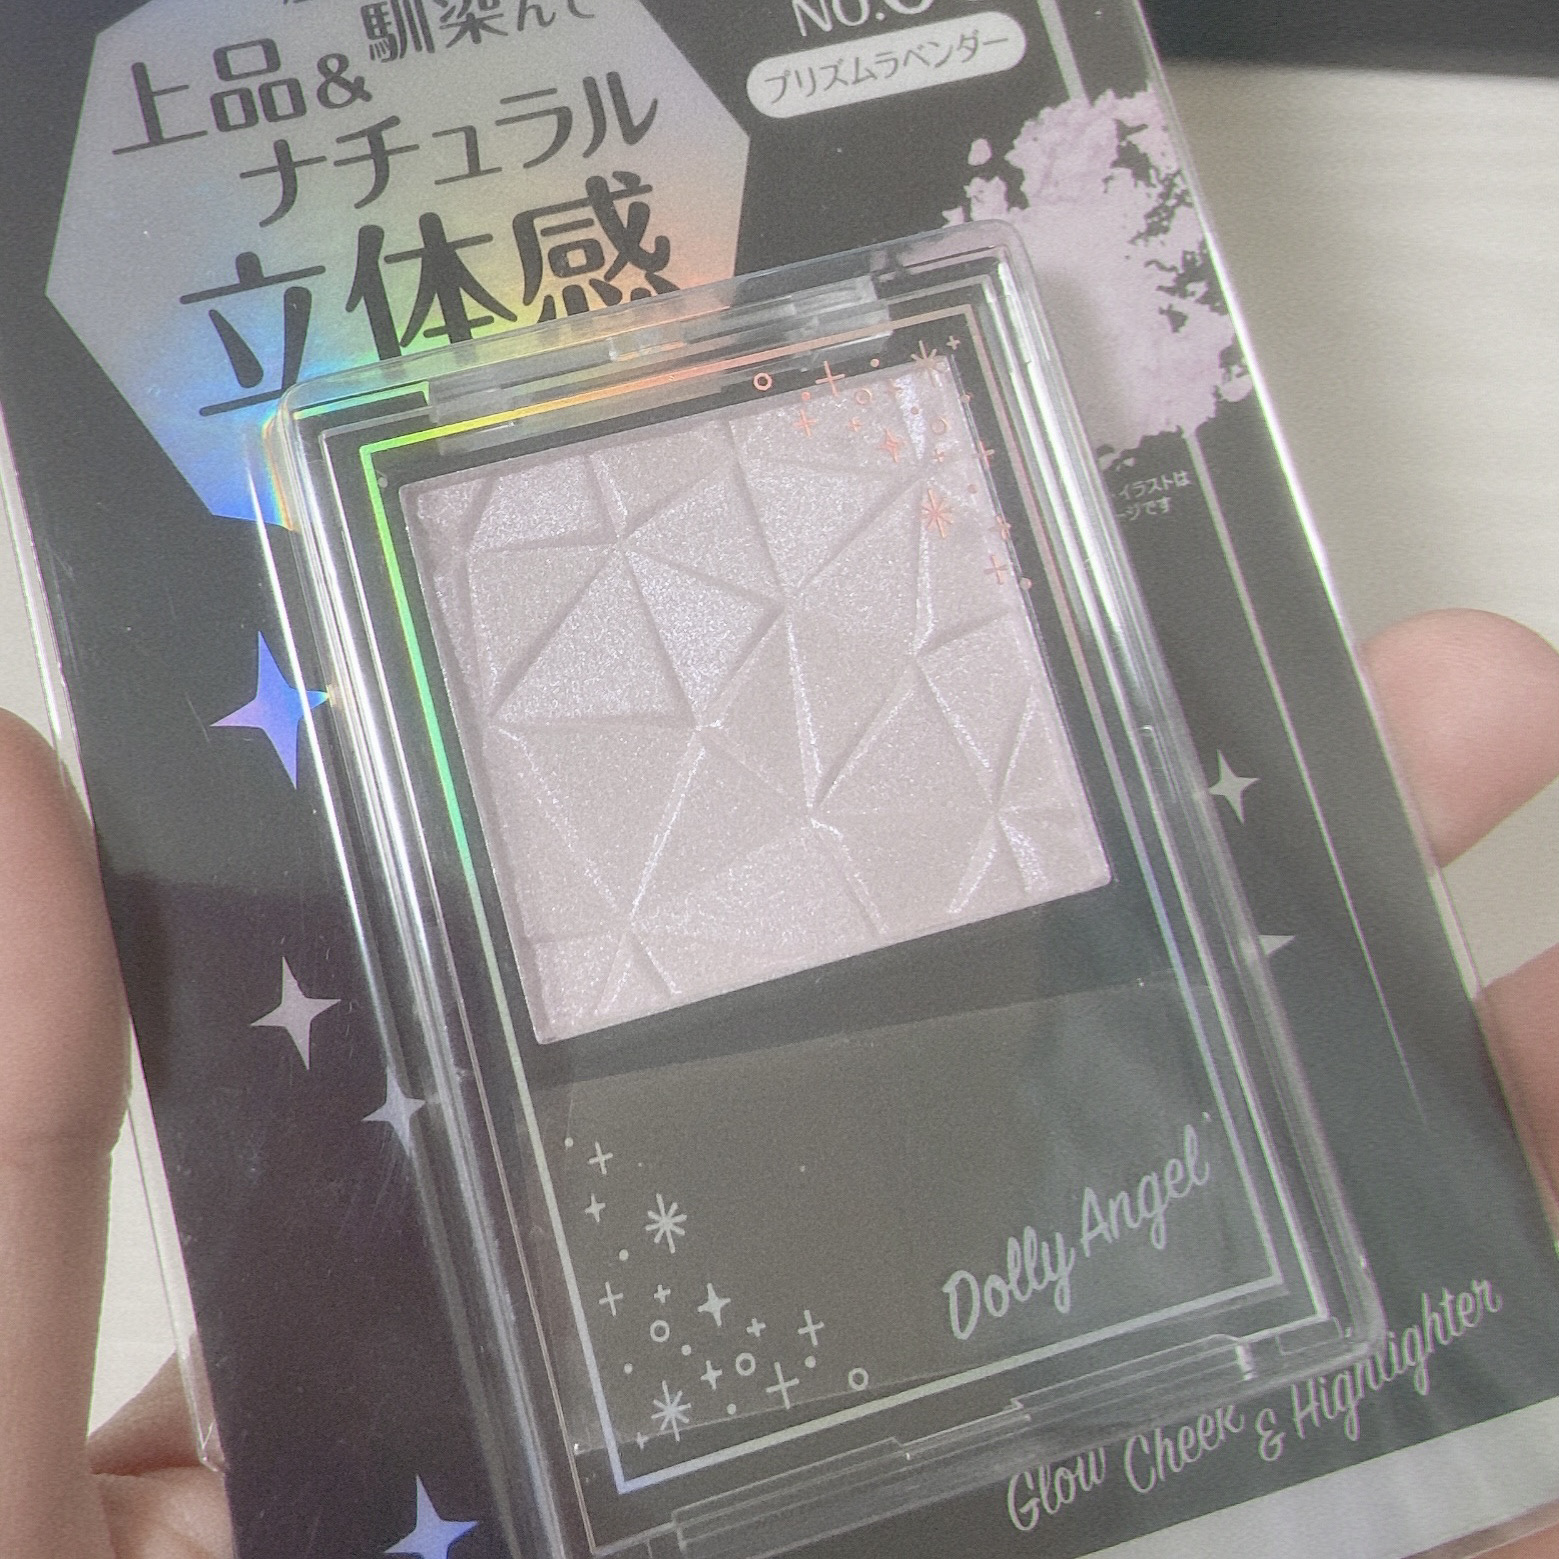 馴染んで
上品&
ナチュラル
立体感
NO.0
プリズムラベンダー
イラストは
ージです
Dolly Angel
Glow Cheek & Highlighter